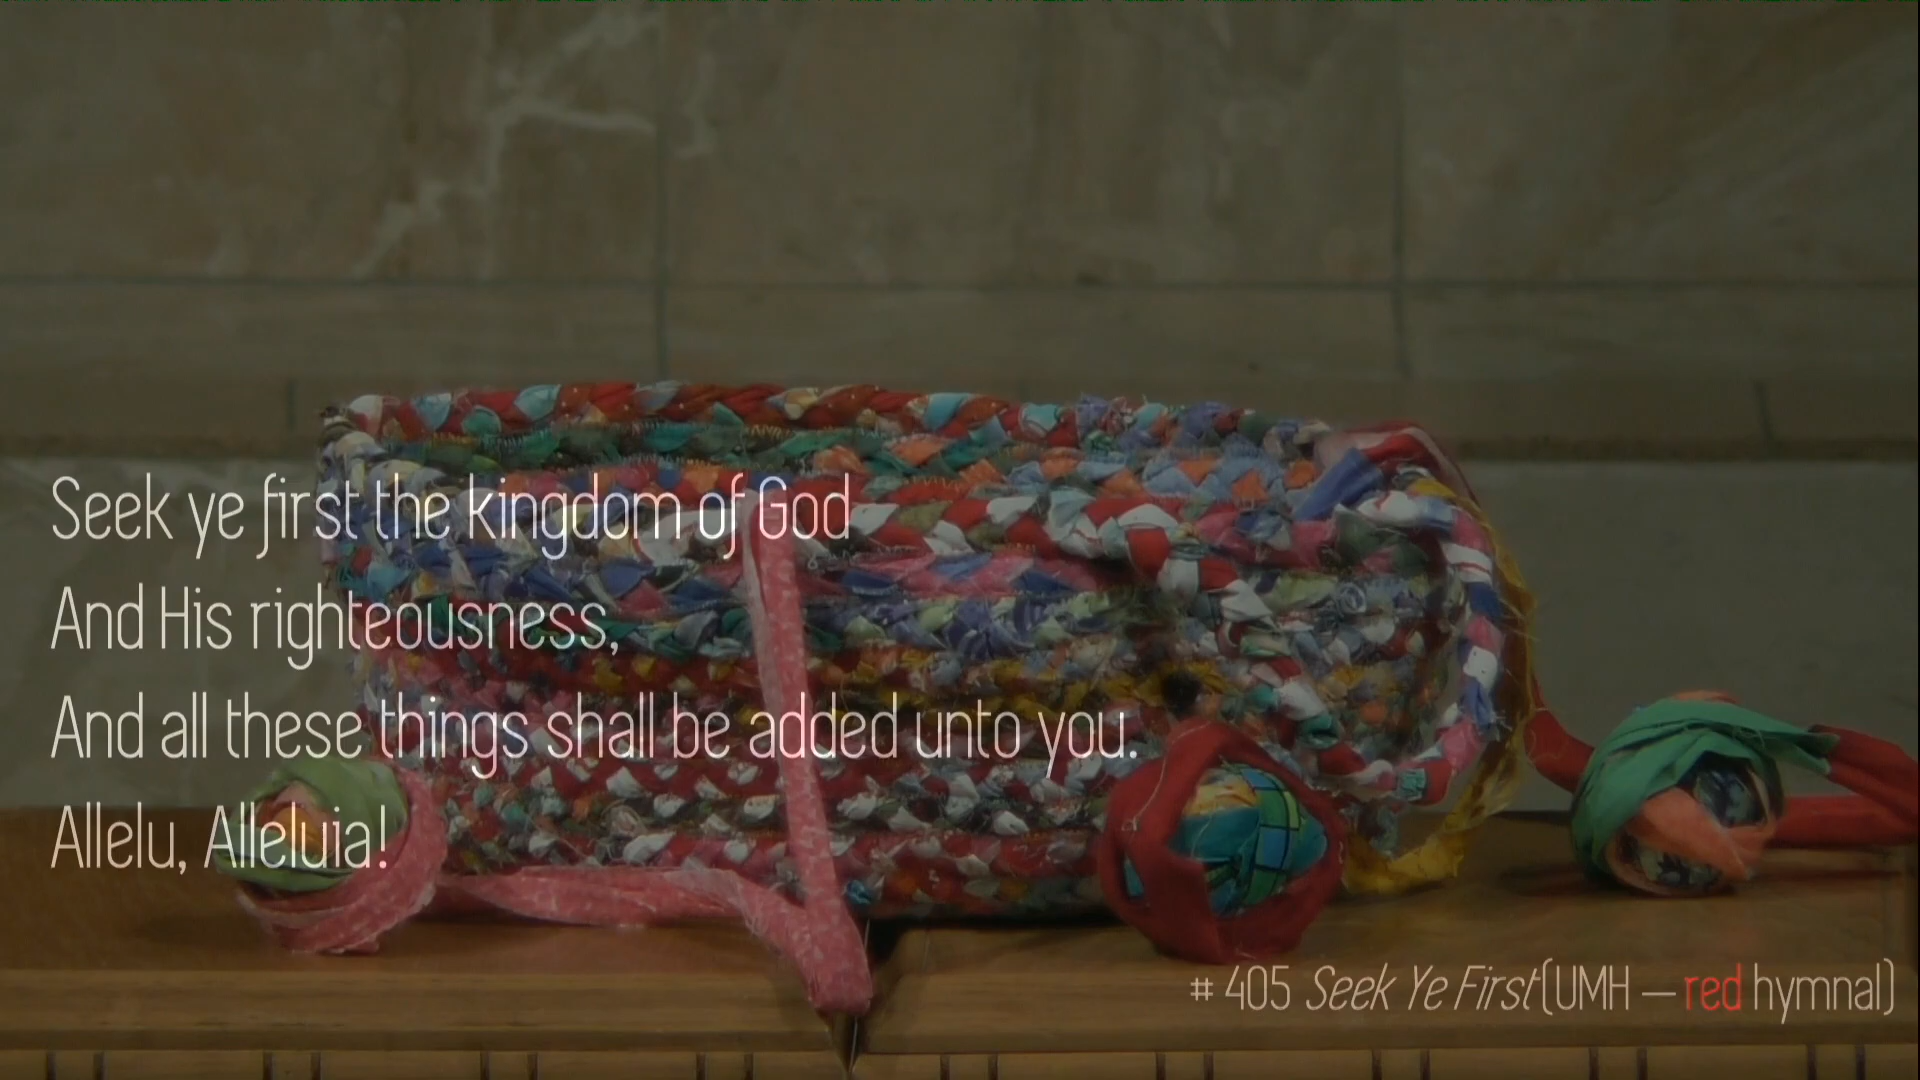 Seek ye first the kingdom of God
And His righteousness,
And all these things shall be added unto you.
Allelu, Alleluia!
# 405 Seek Ye First (UMH — red hymnal)